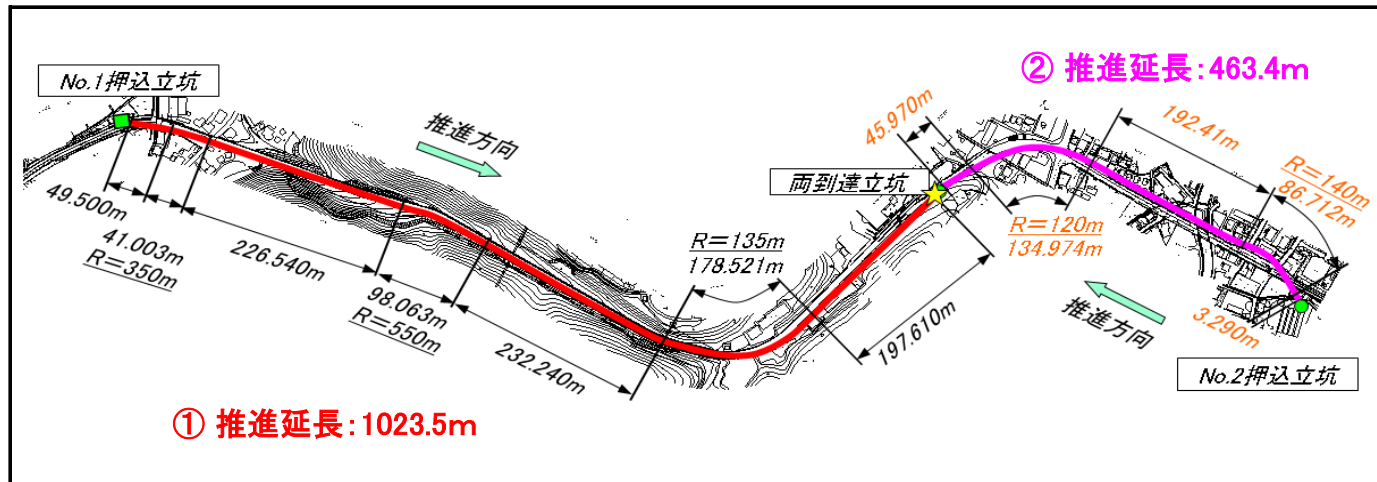 ② 推進延長:463.4m
No.1押込立坑
推進方向
45.970m
192.41m
R=140m
86.712m
両到達立坑
R=120m
134.974m
49.500m
41.003m
R=350m
226.540m
98.063m
R=550m
232.240m
R=135m
178.521m
197.610m
推進方向
3.290m
No.2押込立坑
① 推進延長:1023.5m